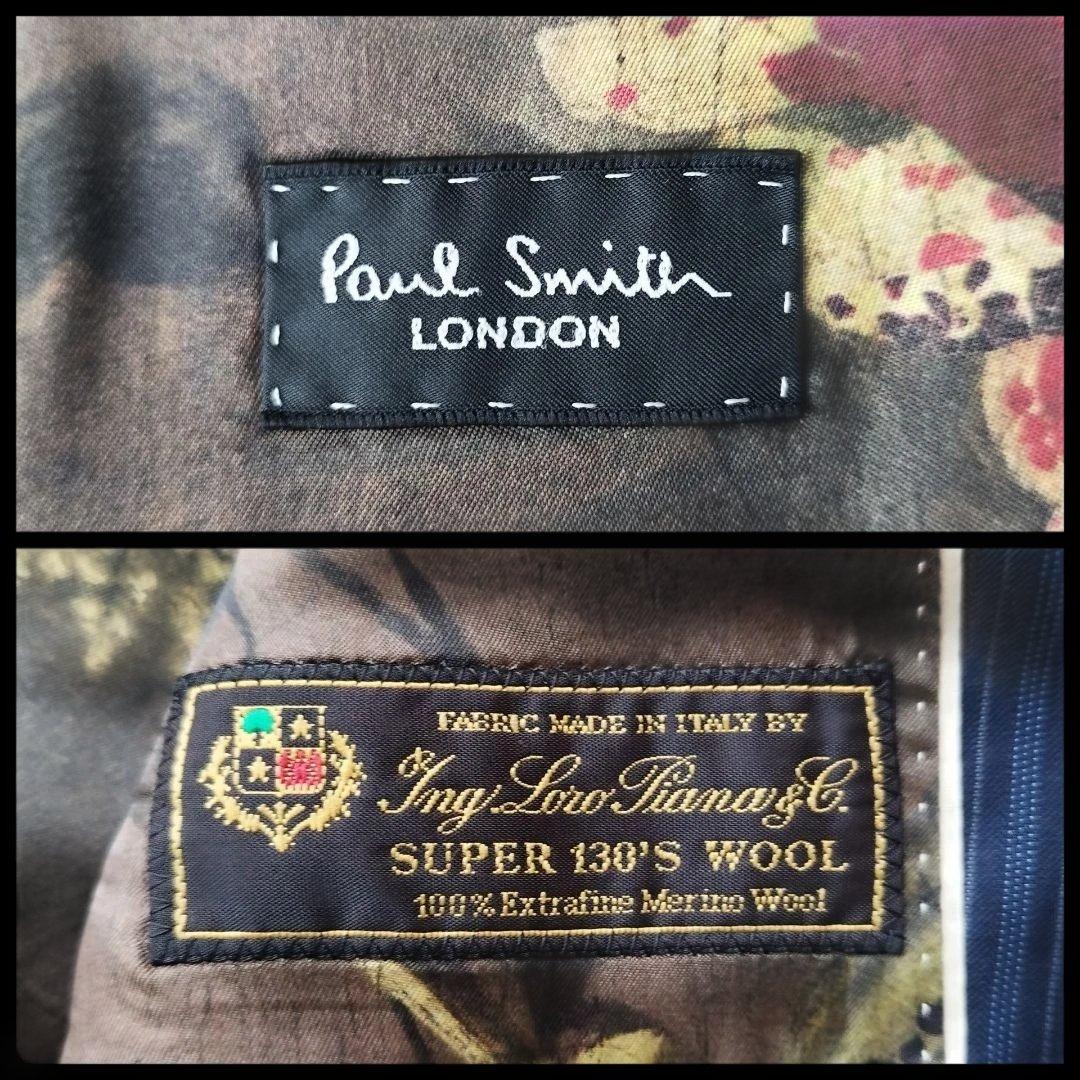 Paul Smith
LONDON
FABRIC MADE IN ITALY BY
Ing. Loro Piana & C.
SUPER 130'S WOOL
100% Extrafine Merino Wool